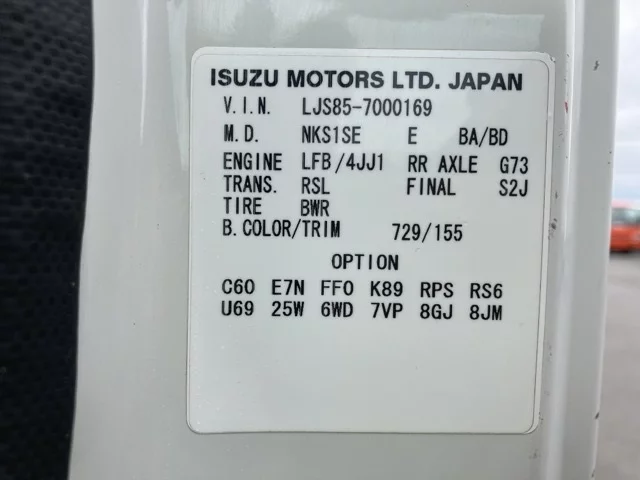 ISUZU MOTORS LTD. JAPAN
V.I.N. LJS85-7000169
M.D. NKS1SE E BA/BD
ENGINE LFB/4JJ1 RR AXLE G73
TRANS. RSL FINAL S2J
TIRE BWR
B.COLOR/TRIM 729/155
OPTION
C60 E7N FF0 K89 RPS RS6
U69 25W 6WD 7VP 8GJ 8JM